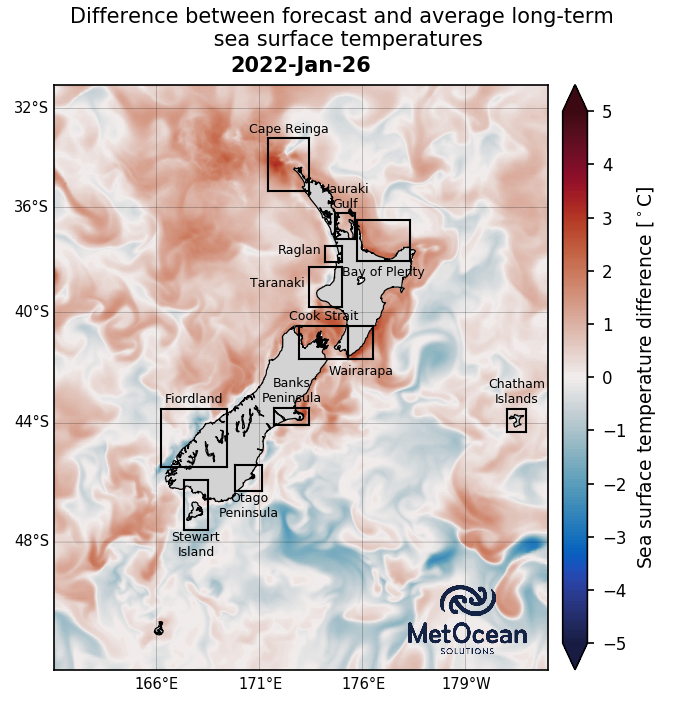 Difference between forecast and average long-term
sea surface temperatures
2022-Jan-26
32°S
36°S
40°S
44°S
48°S
Cape Reinga
Hauraki
Gulf
Raglan
Bay of Plenty
Taranaki
Cook Strait
Wairarapa
Banks
Peninsula
Fiordland
Chatham
Islands
Otago
Peninsula
Stewart
Island
MetOcean
SOLUTIONS
166°E
171°E
176°E
179°W
5
4
3
2
1
0
−1
−2
−3
−4
−5
Sea surface temperature difference [°C]